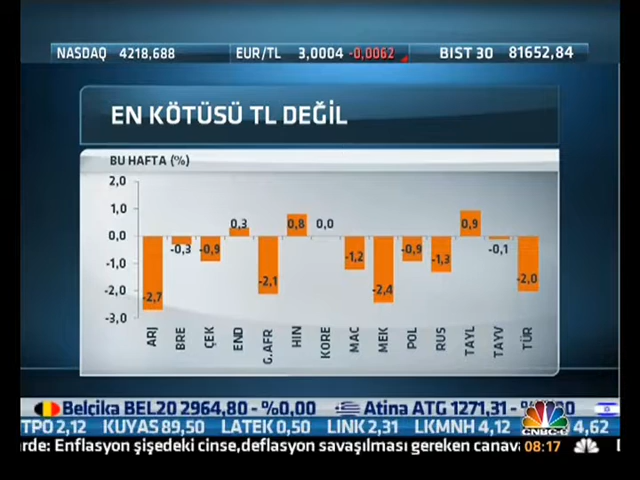 NASDAQ 4218,688 EUR/TL 3,0004 -0,0062 BIST 30 81652,84
EN KÖTÜSÜ TL DEĞİL
BU HAFTA (%)
2,0
1,0
0,0
-1,0
-2,0
-3,0
-2,7 -0,3 -0,9 0,3 -2,1 0,8 0,0 -1,2 -2,4 -0,9 -1,3 0,9 -0,1 -2,0
ARJ BRE ÇEK END G.AFR HİN KORE MAC MEK POL RUS TAYL TAYV TÜR
Belçika BEL20 2964,80 - %0,00 Atina ATG 1271,31 -
TPO 2,12 KUYAS 89,50 LATEK 0,50 LINK 2,31 LKMNH 4,12 4,62
rde: Enflasyon şişedeki cinse,deflasyon savaşılması gereken canava
CNBC-e 08:17